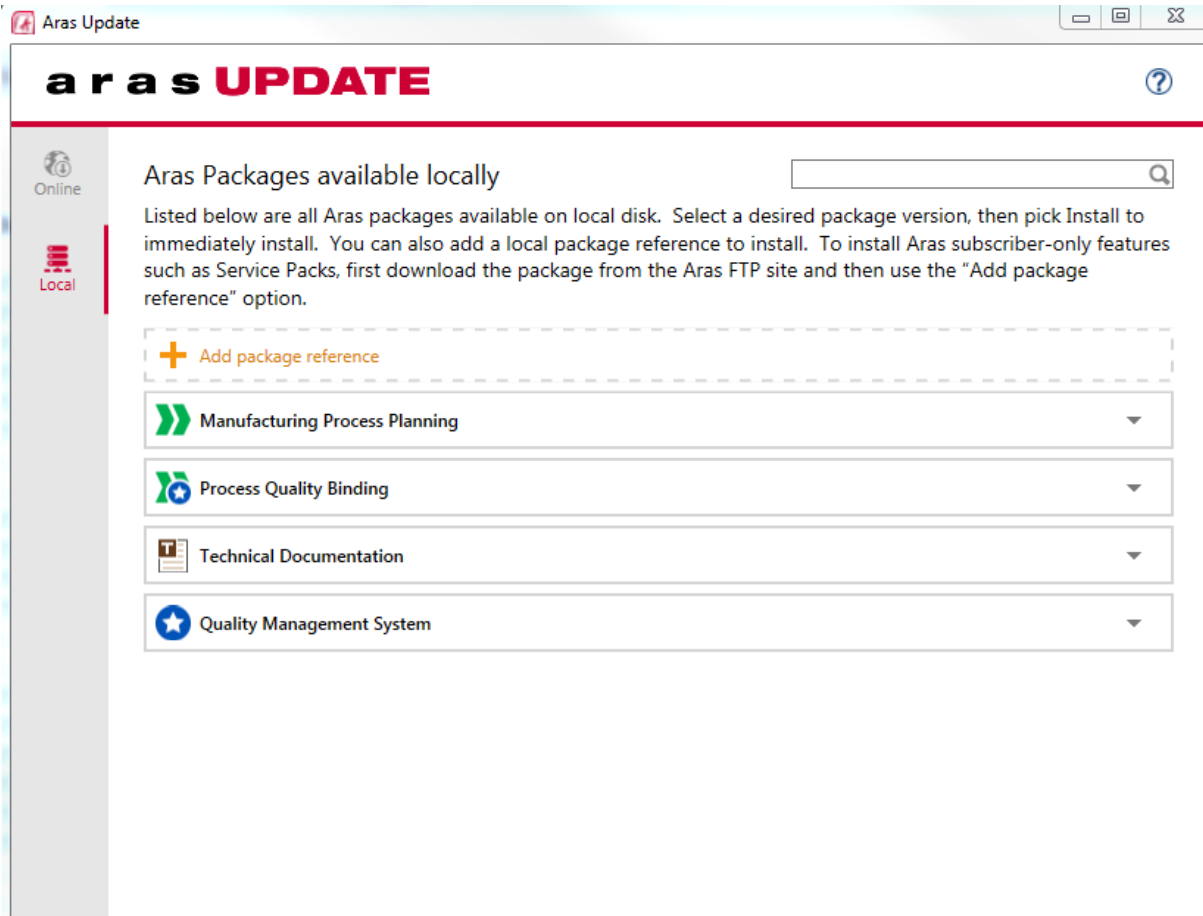 Aras Update
aras UPDATE
Online
Local
Aras Packages available locally
Listed below are all Aras packages available on local disk.  Select a desired package version, then pick Install to
immediately install.  You can also add a local package reference to install.  To install Aras subscriber-only features
such as Service Packs, first download the package from the Aras FTP site and then use the “Add package
reference” option.
Add package reference
Manufacturing Process Planning
Process Quality Binding
T
Technical Documentation
Quality Management System